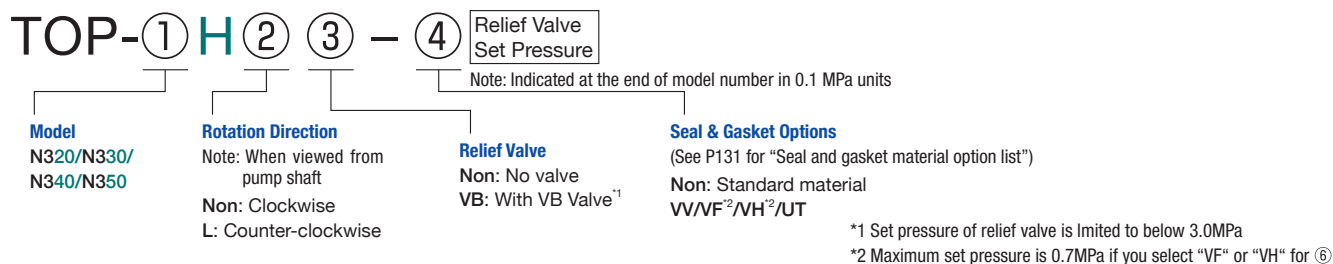 TOP-① H ② ③ – ④ Relief Valve
Set Pressure
Note: Indicated at the end of model number in 0.1 MPa units
Model
N320/N330/
N340/N350
Rotation Direction
Note: When viewed from
pump shaft
Non: Clockwise
L: Counter-clockwise
Relief Valve
Non: No valve
VB: With VB Valve*1
Seal & Gasket Options
(See P131 for “Seal and gasket material option list”)
Non: Standard material
VV/VF*2/VH*2/UT
*1 Set pressure of relief valve is lmited to below 3.0MPa
*2 Maximum set pressure is 0.7MPa if you select “VF“ or “VH“ for ⑥